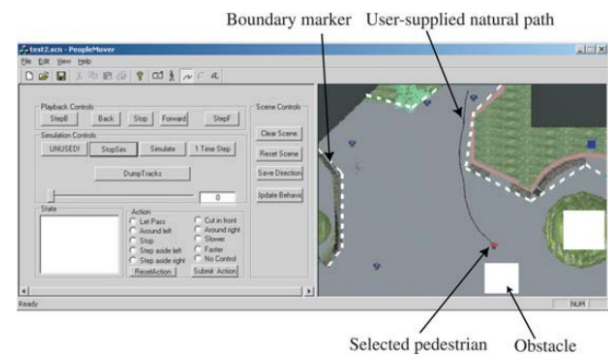 Boundary marker User-supplied natural path
text2.scn - PeopleMover
File Edit View Help
Playback Controls
StepB Back Stop Forward StepF
Scene Controls
Simulation Controls
UNUSED! StopSim Simulate 1 Time Step
Clear Scene
Reset Scene
DumpTracks
Save Direction
0
Update Behavio
State
Action
Let Pass Cut in front
Around left Around right
Stop Slower
Step aside left Faster
Step aside right No Control
ResetAction Submit Action
Ready NUM
Selected pedestrian Obstacle